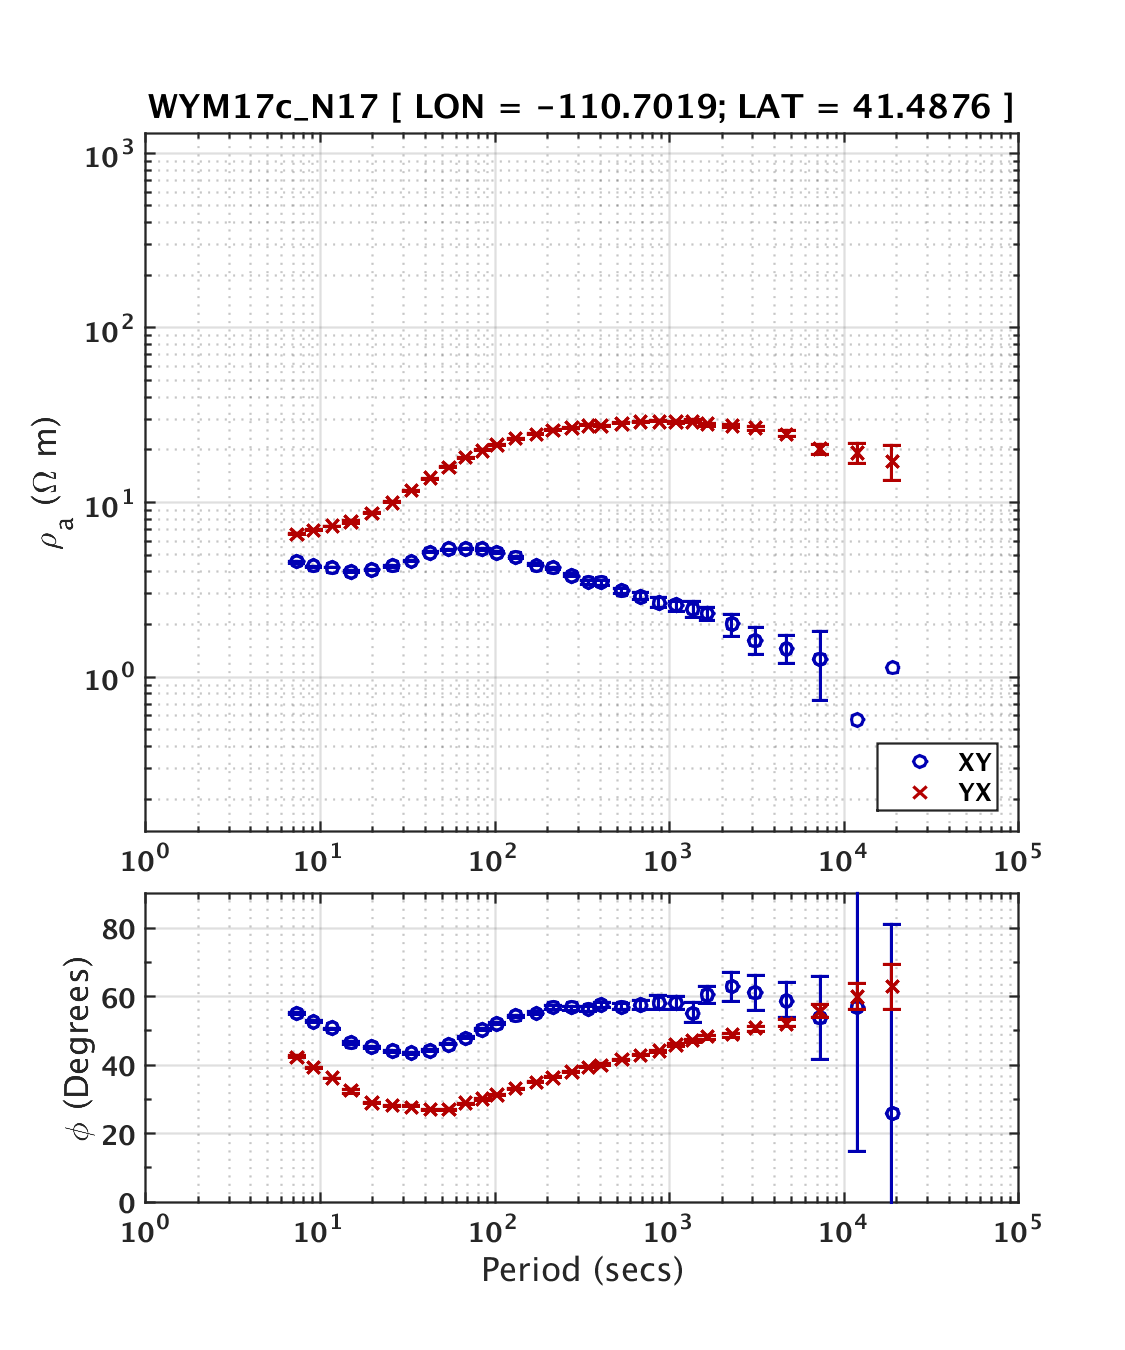 WYM17c_N17 [ LON = -110.7019; LAT = 41.4876 ]
10³
10²
10¹
10⁰
ρₐ (Ω m)
XY
YX
10⁰ 10¹ 10² 10³ 10⁴ 10⁵
80
60
40
20
0
ϕ (Degrees)
10⁰ 10¹ 10² 10³ 10⁴ 10⁵
Period (secs)